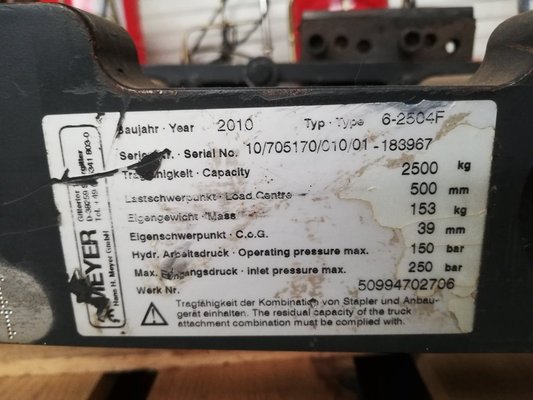 Baujahr · Year 2010 Typ · Type 6-2504F
Serial No. 10/705170/010/01 -183967
Tragfähigkeit · Capacity 2500 kg
Lastschwerpunkt · Load Centre 500 mm
Eigengewicht · Mass 153 kg
Eigenschwerpunkt · C.o.G. 39 mm
Hydr. Arbeitsdruck · Operating pressure max. 150 bar
Max. Eingangsdruck · inlet pressure max. 250 bar
Werk Nr. 50994702706
Tragfähigkeit der Kombination von Stapler und Anbau-
gerät einhalten. The residual capacity of the truck
attachment combination must be complied with.
MEYER
Hans H. Meyer GmbH